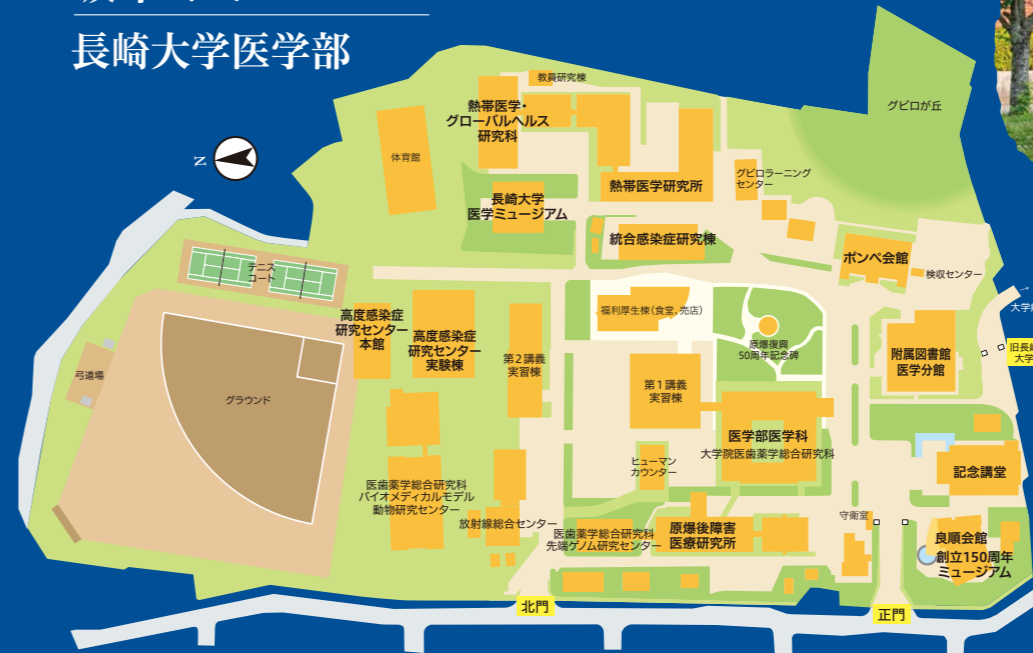 長崎大学医学部
教員研究棟
熱帯医学・
グローバルヘルス
研究科
体育館
グビロが丘
N
長崎大学
医学ミュージアム
熱帯医学研究所
グビロラーニング
センター
統合感染症研究棟
ポンペ会館
検収センター
テニス
コート
福利厚生棟(食堂、売店)
高度感染症
研究センター
本館
高度感染症
研究センター
実験棟
第2講義
実習棟
原爆復興
50周年記念碑
附属図書館
医学分館
弓道場
グラウンド
第1講義
実習棟
医学部医学科
大学院医歯薬学総合研究科
ヒューマン
カウンター
記念講堂
医歯薬学総合研究科
バイオメディカルモデル
動物研究センター
放射線総合センター
医歯薬学総合研究科
先端ゲノム研究センター
原爆後障害
医療研究所
守衛室
良順会館
創立150周年
ミュージアム
北門
正門